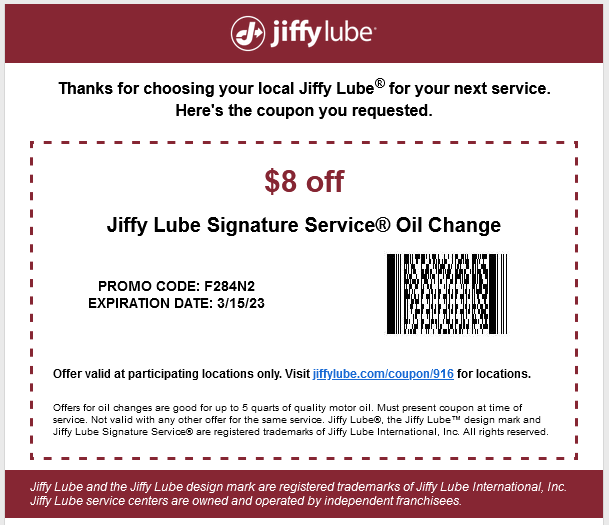 jiffylube®
Thanks for choosing your local Jiffy Lube® for your next service.
Here's the coupon you requested.
$8 off
Jiffy Lube Signature Service® Oil Change
PROMO CODE: F284N2
EXPIRATION DATE: 3/15/23
Offer valid at participating locations only. Visit jiffylube.com/coupon/916 for locations.
Offers for oil changes are good for up to 5 quarts of quality motor oil. Must present coupon at time of
service. Not valid with any other offer for the same service. Jiffy Lube®, the Jiffy Lube™ design mark and
Jiffy Lube Signature Service® are registered trademarks of Jiffy Lube International, Inc. All rights reserved.
Jiffy Lube and the Jiffy Lube design mark are registered trademarks of Jiffy Lube International, Inc.
Jiffy Lube service centers are owned and operated by independent franchisees.